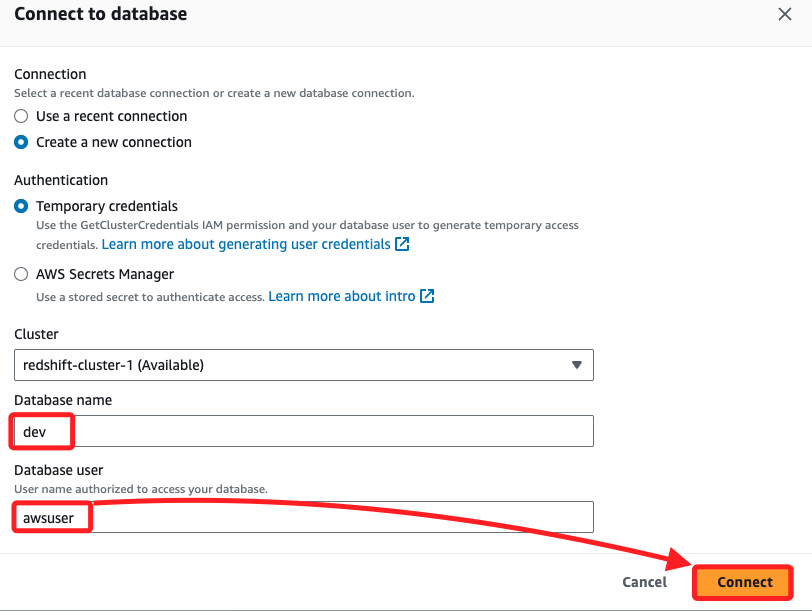 Connect to database
Connection
Select a recent database connection or create a new database connection.
Use a recent connection
Create a new connection
Authentication
Temporary credentials
Use the GetClusterCredentials IAM permission and your database user to generate temporary access
credentials. Learn more about generating user credentials
AWS Secrets Manager
Use a stored secret to authenticate access. Learn more about intro
Cluster
redshift-cluster-1 (Available)
Database name
dev
Database user
User name authorized to access your database.
awsuser
Cancel Connect